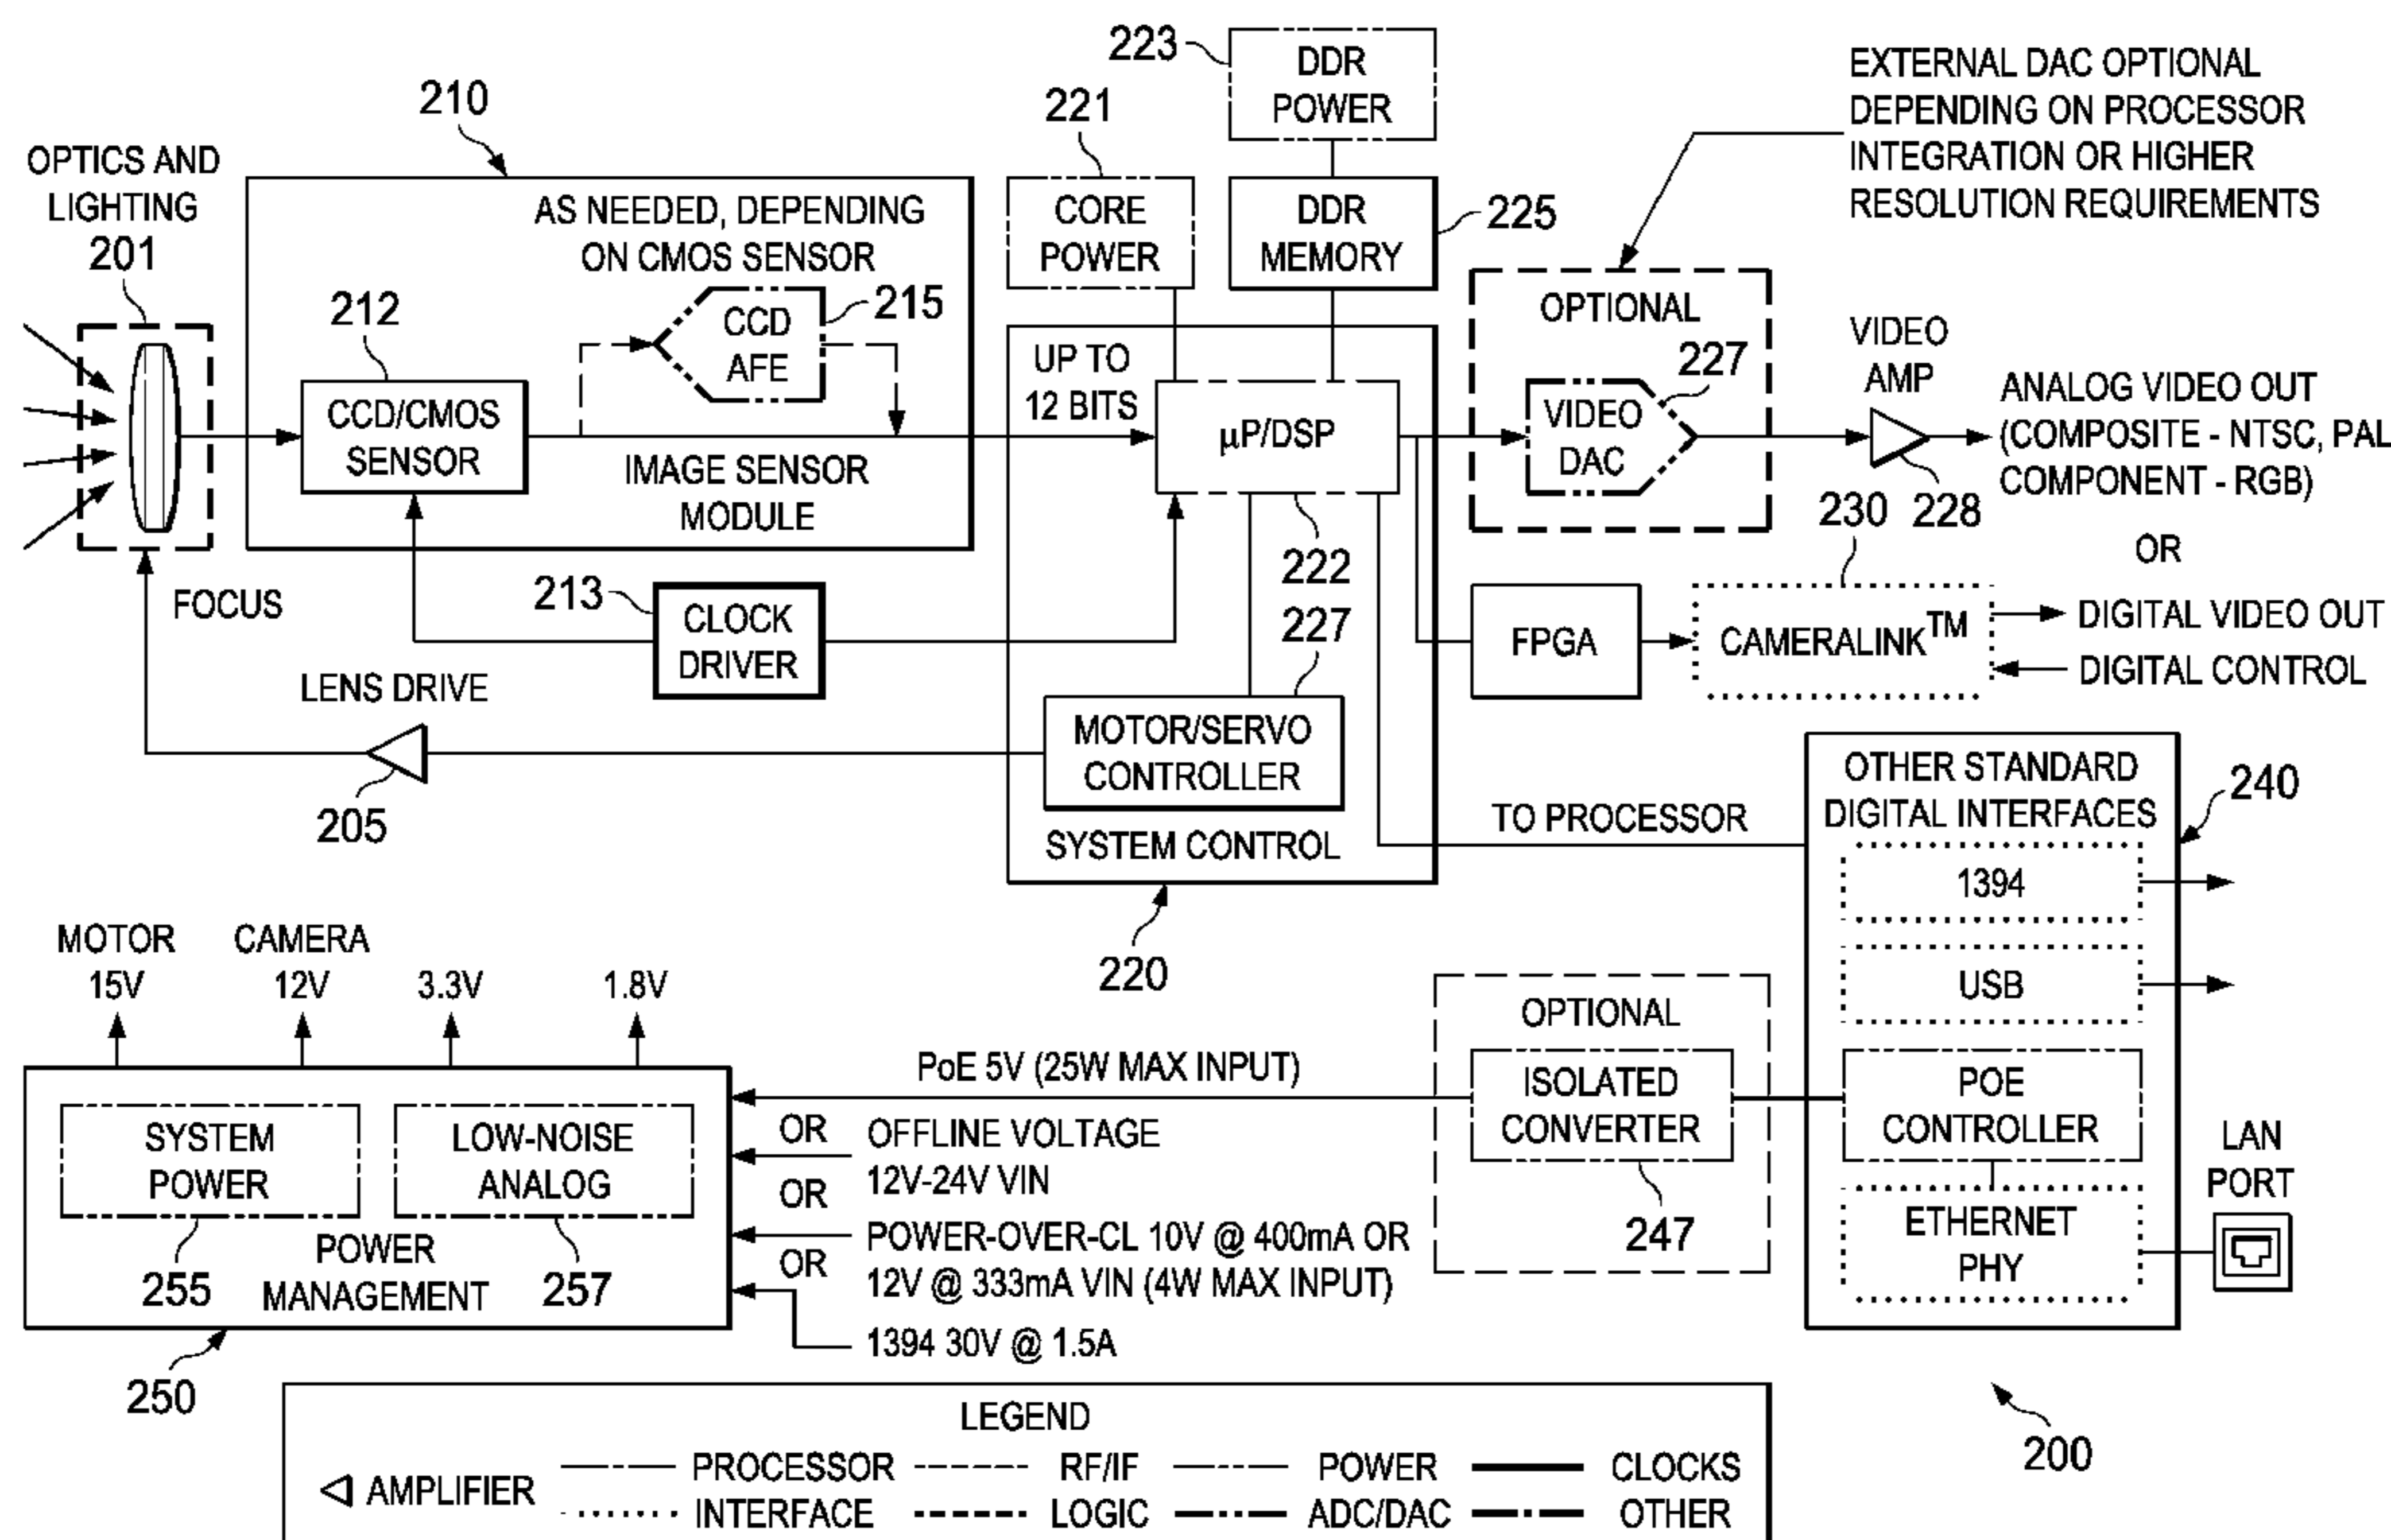 223
DDR
POWER
EXTERNAL DAC OPTIONAL
DEPENDING ON PROCESSOR
INTEGRATION OR HIGHER
RESOLUTION REQUIREMENTS
210
221
OPTICS AND
LIGHTING
201
AS NEEDED, DEPENDING
ON CMOS SENSOR
CORE
POWER
DDR
MEMORY
225
212
CCD
AFE
215
UP TO
12 BITS
OPTIONAL
227
VIDEO
AMP
CCD/CMOS
SENSOR
IMAGE SENSOR
MODULE
µP/DSP
VIDEO
DAC
ANALOG VIDEO OUT
(COMPOSITE - NTSC, PAL
COMPONENT - RGB)
230
228
OR
222
FOCUS
213
CLOCK
DRIVER
227
FPGA
CAMERALINK™
DIGITAL VIDEO OUT
DIGITAL CONTROL
LENS DRIVE
205
MOTOR/SERVO
CONTROLLER
SYSTEM CONTROL
TO PROCESSOR
OTHER STANDARD
DIGITAL INTERFACES
240
1394
220
USB
MOTOR
15V
CAMERA
12V
3.3V
1.8V
OPTIONAL
PoE 5V (25W MAX INPUT)
ISOLATED
CONVERTER
POE
CONTROLLER
SYSTEM
POWER
LOW-NOISE
ANALOG
OR
OFFLINE VOLTAGE
12V-24V VIN
OR
247
LAN
PORT
ETHERNET
PHY
255
POWER
MANAGEMENT
257
POWER-OVER-CL 10V @ 400mA OR
OR
12V @ 333mA VIN (4W MAX INPUT)
1394 30V @ 1.5A
250
200
LEGEND
AMPLIFIER
PROCESSOR
RF/IF
POWER
CLOCKS
INTERFACE
LOGIC
ADC/DAC
OTHER